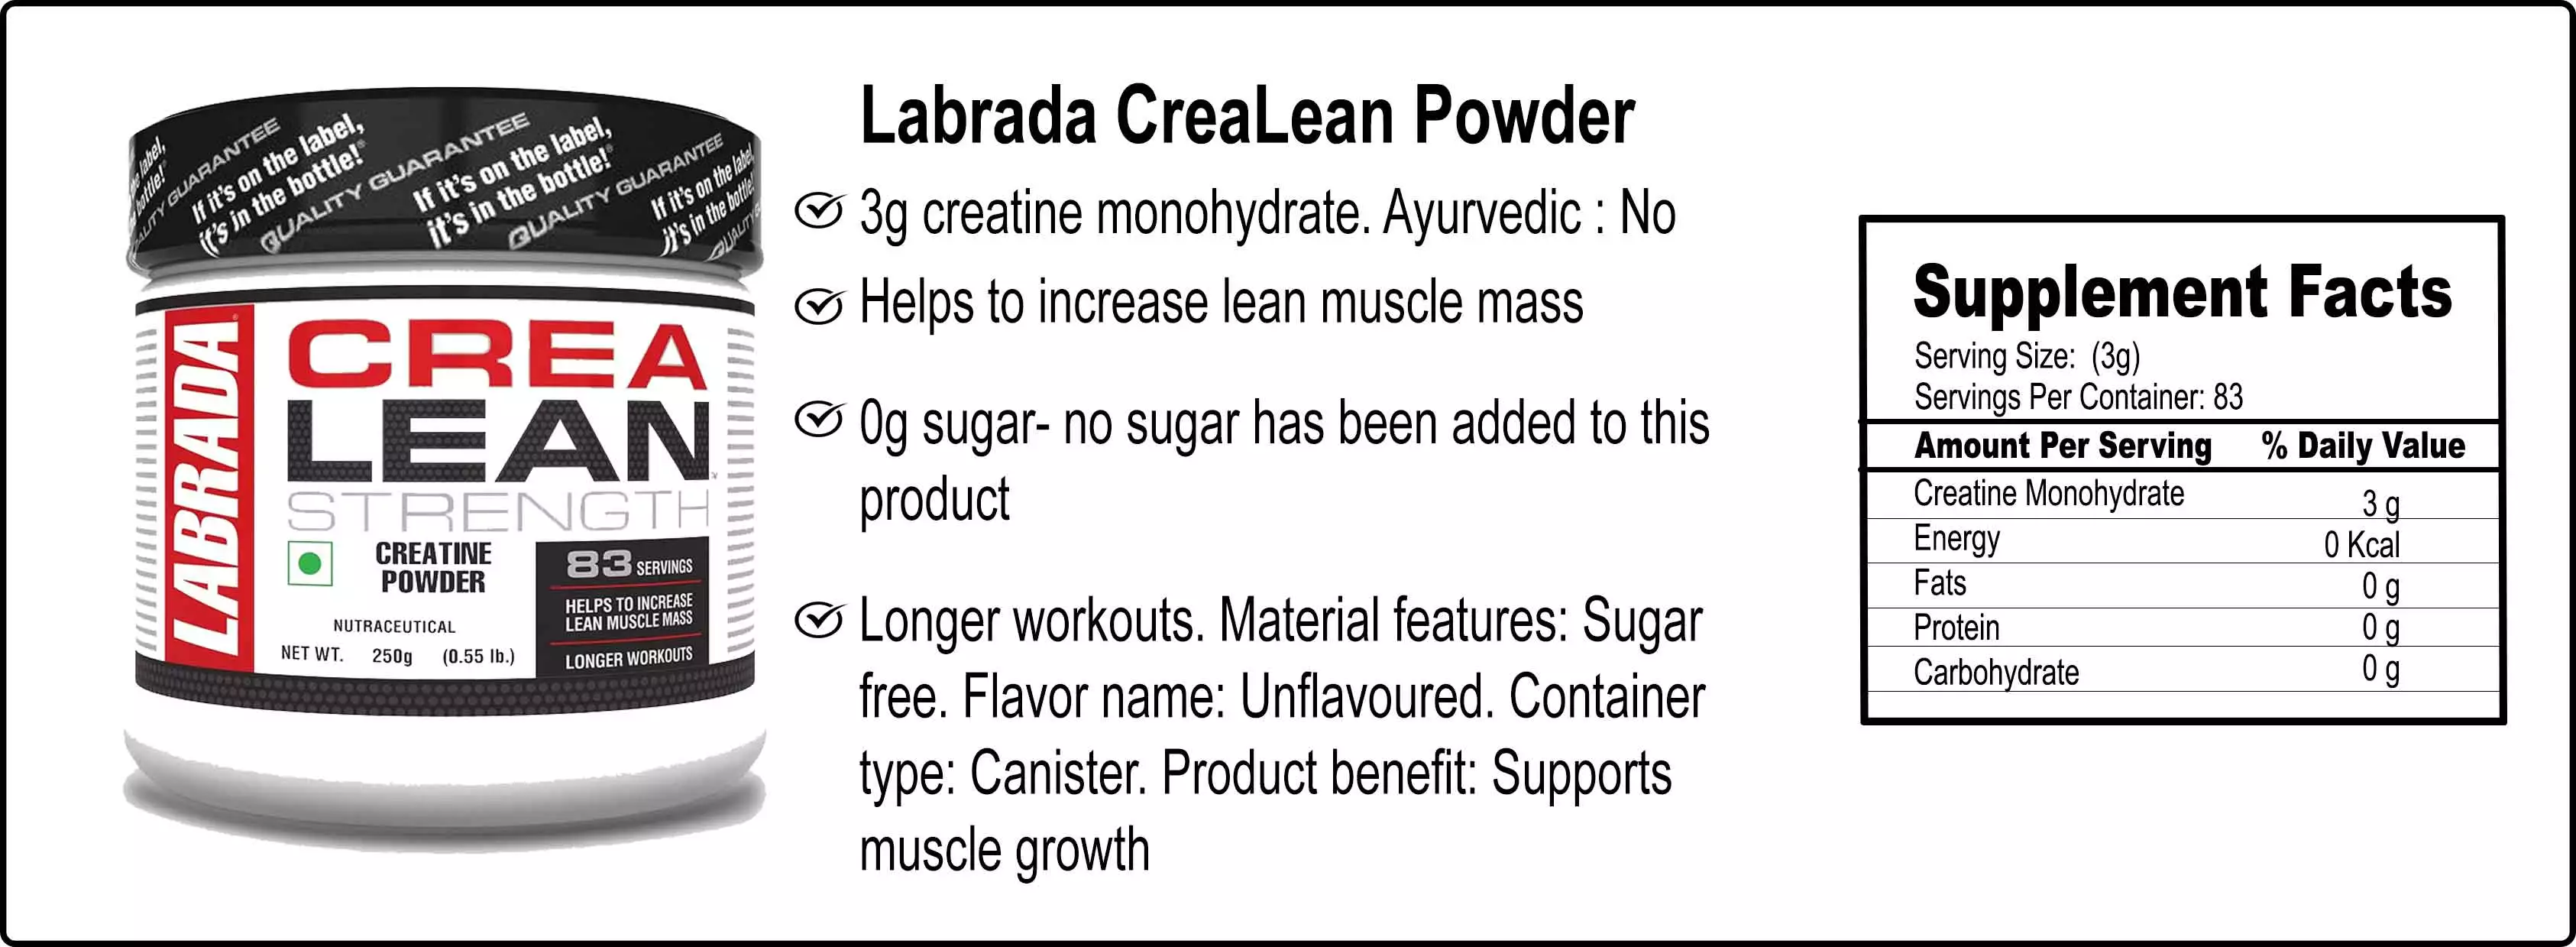 label,
bottle!
QUALITY GUARANTEE
If it's on the label,
it's in the bottle!®
QUALITY GUARANTEE
If it's on the label,
it's in the bottle!®
QUALITY GUARANTEE
If it's on the label,
it's in the bottle!
LABRADA®
CREA
LEAN
STRENGTH
CREATINE
POWDER
NUTRACEUTICAL
NET WT. 250g (0.55 lb.)
83 SERVINGS
HELPS TO INCREASE
LEAN MUSCLE MASS
LONGER WORKOUTS
Labrada CreaLean Powder
3g creatine monohydrate. Ayurvedic : No
Helps to increase lean muscle mass
0g sugar- no sugar has been added to this
product
Longer workouts. Material features: Sugar
free. Flavor name: Unflavoured. Container
type: Canister. Product benefit: Supports
muscle growth
Supplement Facts
Serving Size: (3g)
Servings Per Container: 83
Amount Per Serving % Daily Value
Creatine Monohydrate 3 g
Energy 0 Kcal
Fats 0 g
Protein 0 g
Carbohydrate 0 g